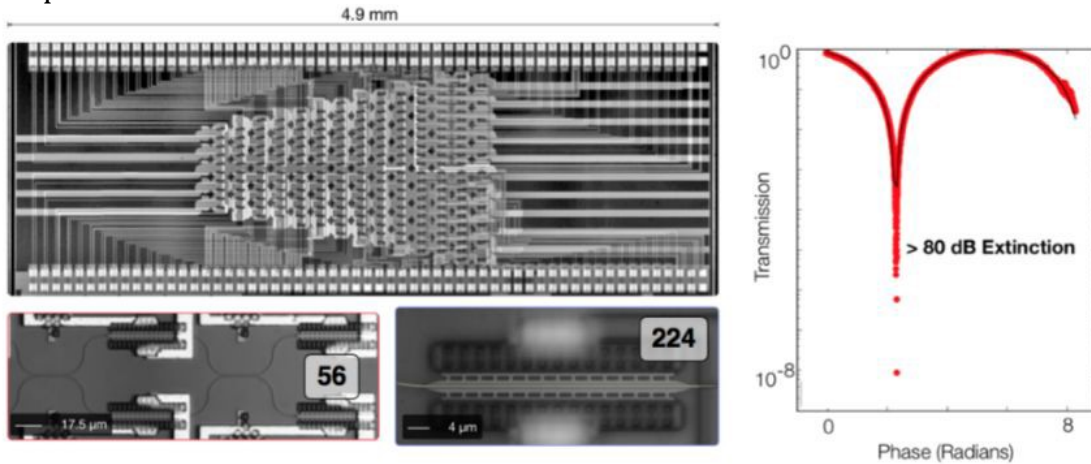 4.9 mm
56
17.5 μm
224
4 μm
10⁰
Transmission
> 80 dB Extinction
10⁻⁸
0
8
Phase (Radians)